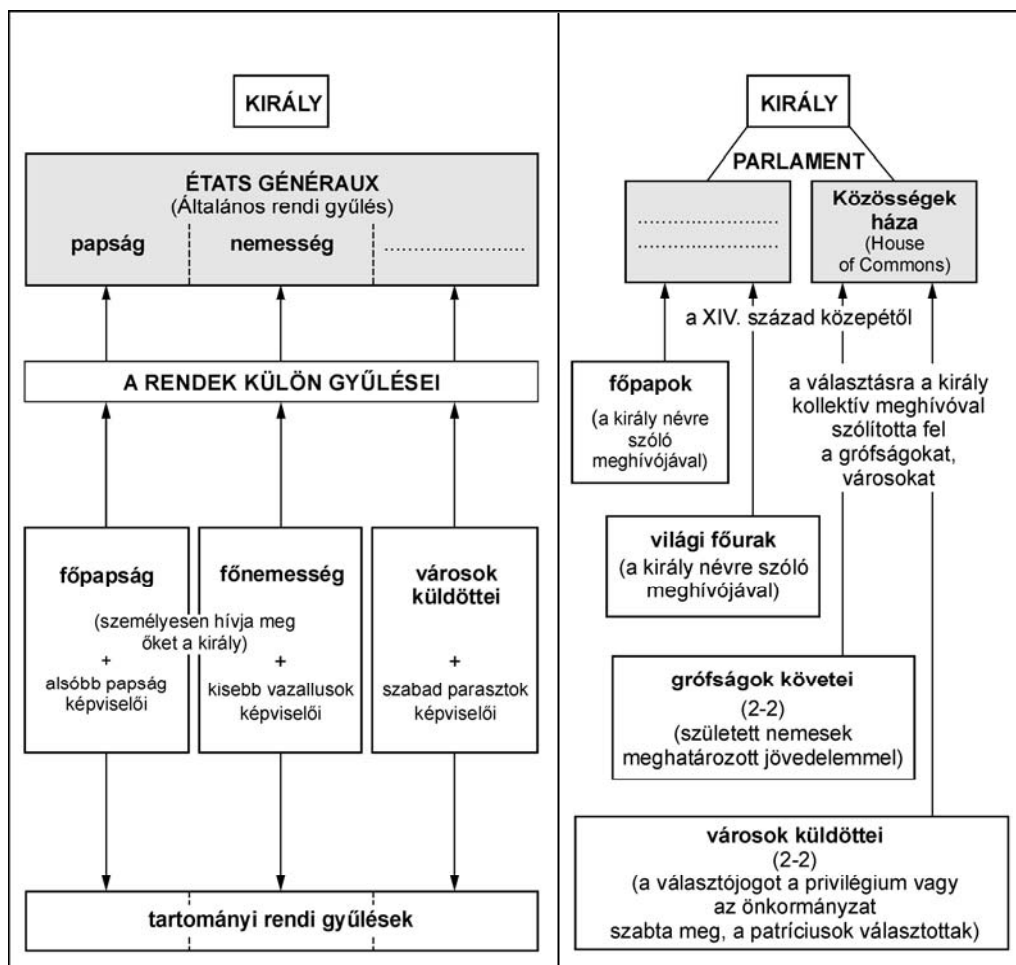 KIRÁLY
ÉTATS GÉNÉRAUX
(Általános rendi gyűlés)
papság
nemesség
..............................
A RENDEK KÜLÖN GYŰLÉSEI
főpapság
főnemesség
városok
küldöttei
(személyesen hívja meg
őket a király)
+
+
+
alsóbb papság
képviselői
kisebb vazallusok
képviselői
szabad parasztok
képviselői
tartományi rendi gyűlések
KIRÁLY
PARLAMENT
..............................
..............................
Közösségek
háza
(House
of Commons)
a XIV. század közepétől
főpapok
(a király névre
szóló
meghívójával)
a választásra a király
kollektív meghívóval
szólította fel
a grófságokat,
városokat
világi főurak
(a király névre szóló
meghívójával)
grófságok követei
(2-2)
(született nemesek
meghatározott jövedelemmel)
városok küldöttei
(2-2)
(a választójogot a privilégium vagy
az önkormányzat
szabta meg, a patríciusok választottak)